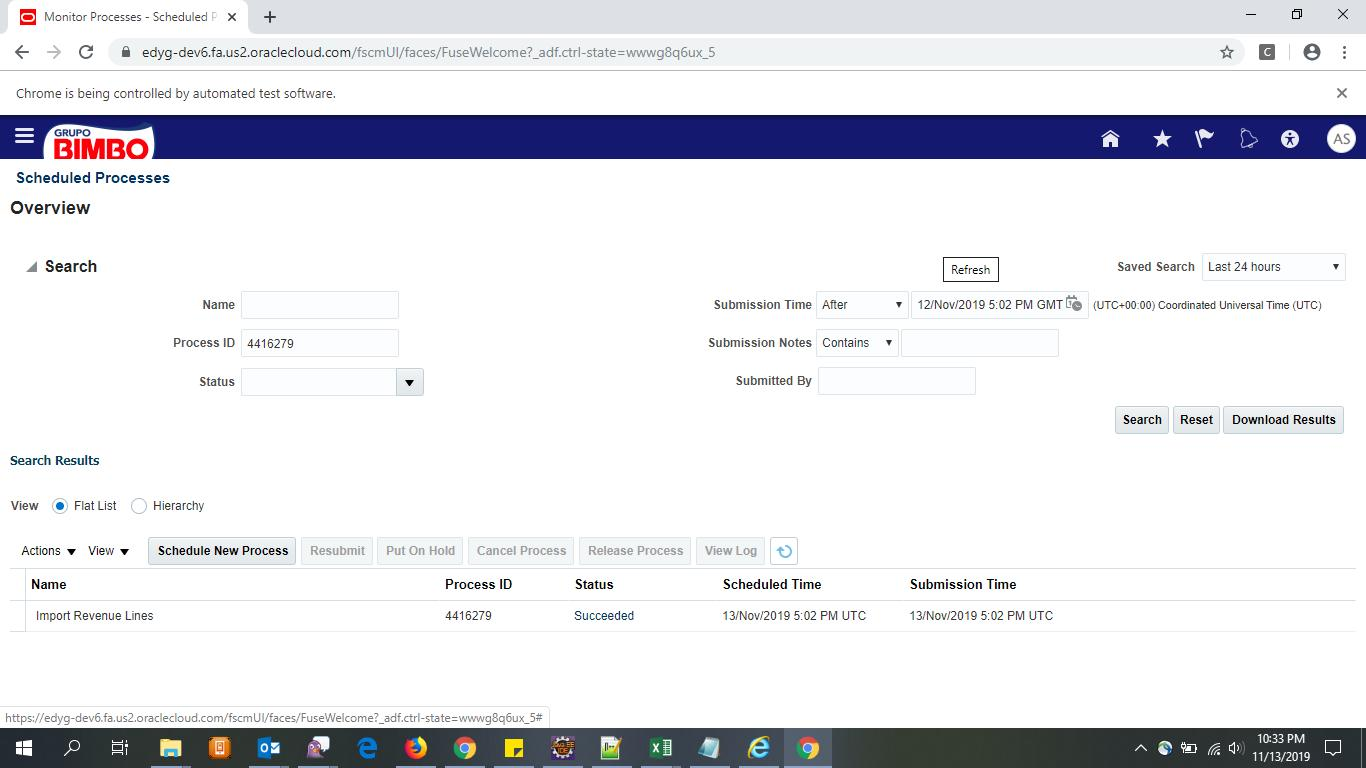 Monitor Processes - Scheduled P
edyg-dev6.fa.us2.oraclecloud.com/fscmUI/faces/FuseWelcome?_adf.ctrl-state=wwwg8q6ux_5
C
Chrome is being controlled by automated test software.
GRUPO
BIMBO
AS
Scheduled Processes
Overview
Search
Refresh
Saved Search Last 24 hours
Name
Submission Time After 12/Nov/2019 5:02 PM GMT (UTC+00:00) Coordinated Universal Time (UTC)
Process ID 4416279
Submission Notes Contains
Status
Submitted By
Search Reset Download Results
Search Results
View Flat List Hierarchy
Actions View Schedule New Process Resubmit Put On Hold Cancel Process Release Process View Log
Name Process ID Status Scheduled Time Submission Time
Import Revenue Lines 4416279 Succeeded 13/Nov/2019 5:02 PM UTC 13/Nov/2019 5:02 PM UTC
https://edyg-dev6.fa.us2.oraclecloud.com/fscmUI/faces/FuseWelcome?_adf.ctrl-state=wwwg8q6ux_5#
10:33 PM
11/13/2019